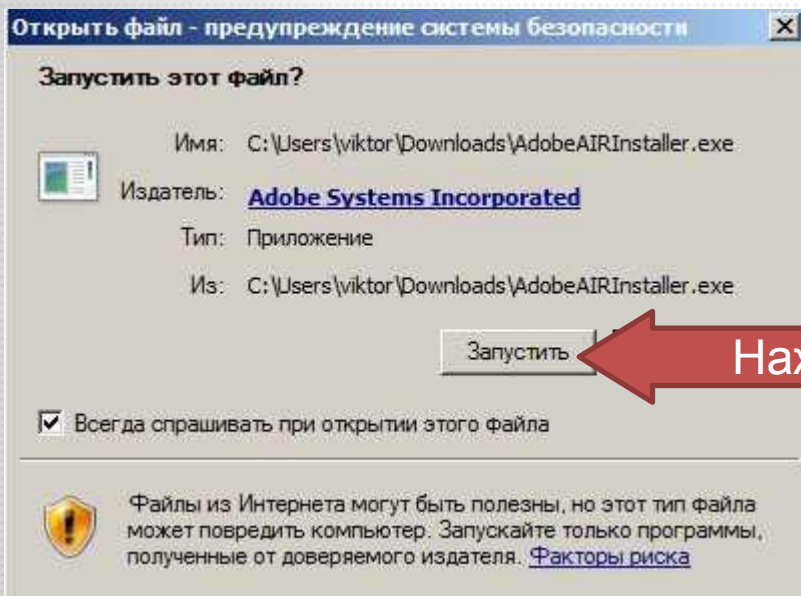 Открыть файл - предупреждение системы безопасности
Запустить этот файл?
Имя: C:\Users\viktor\Downloads\AdobeAIRInstaller.exe
Издатель: Adobe Systems Incorporated
Тип: Приложение
Из: C:\Users\viktor\Downloads\AdobeAIRInstaller.exe
Запустить
Всегда спрашивать при открытии этого файла
Файлы из Интернета могут быть полезны, но этот тип файла
может повредить компьютер. Запускайте только программы,
полученные от доверяемого издателя. Факторы риска